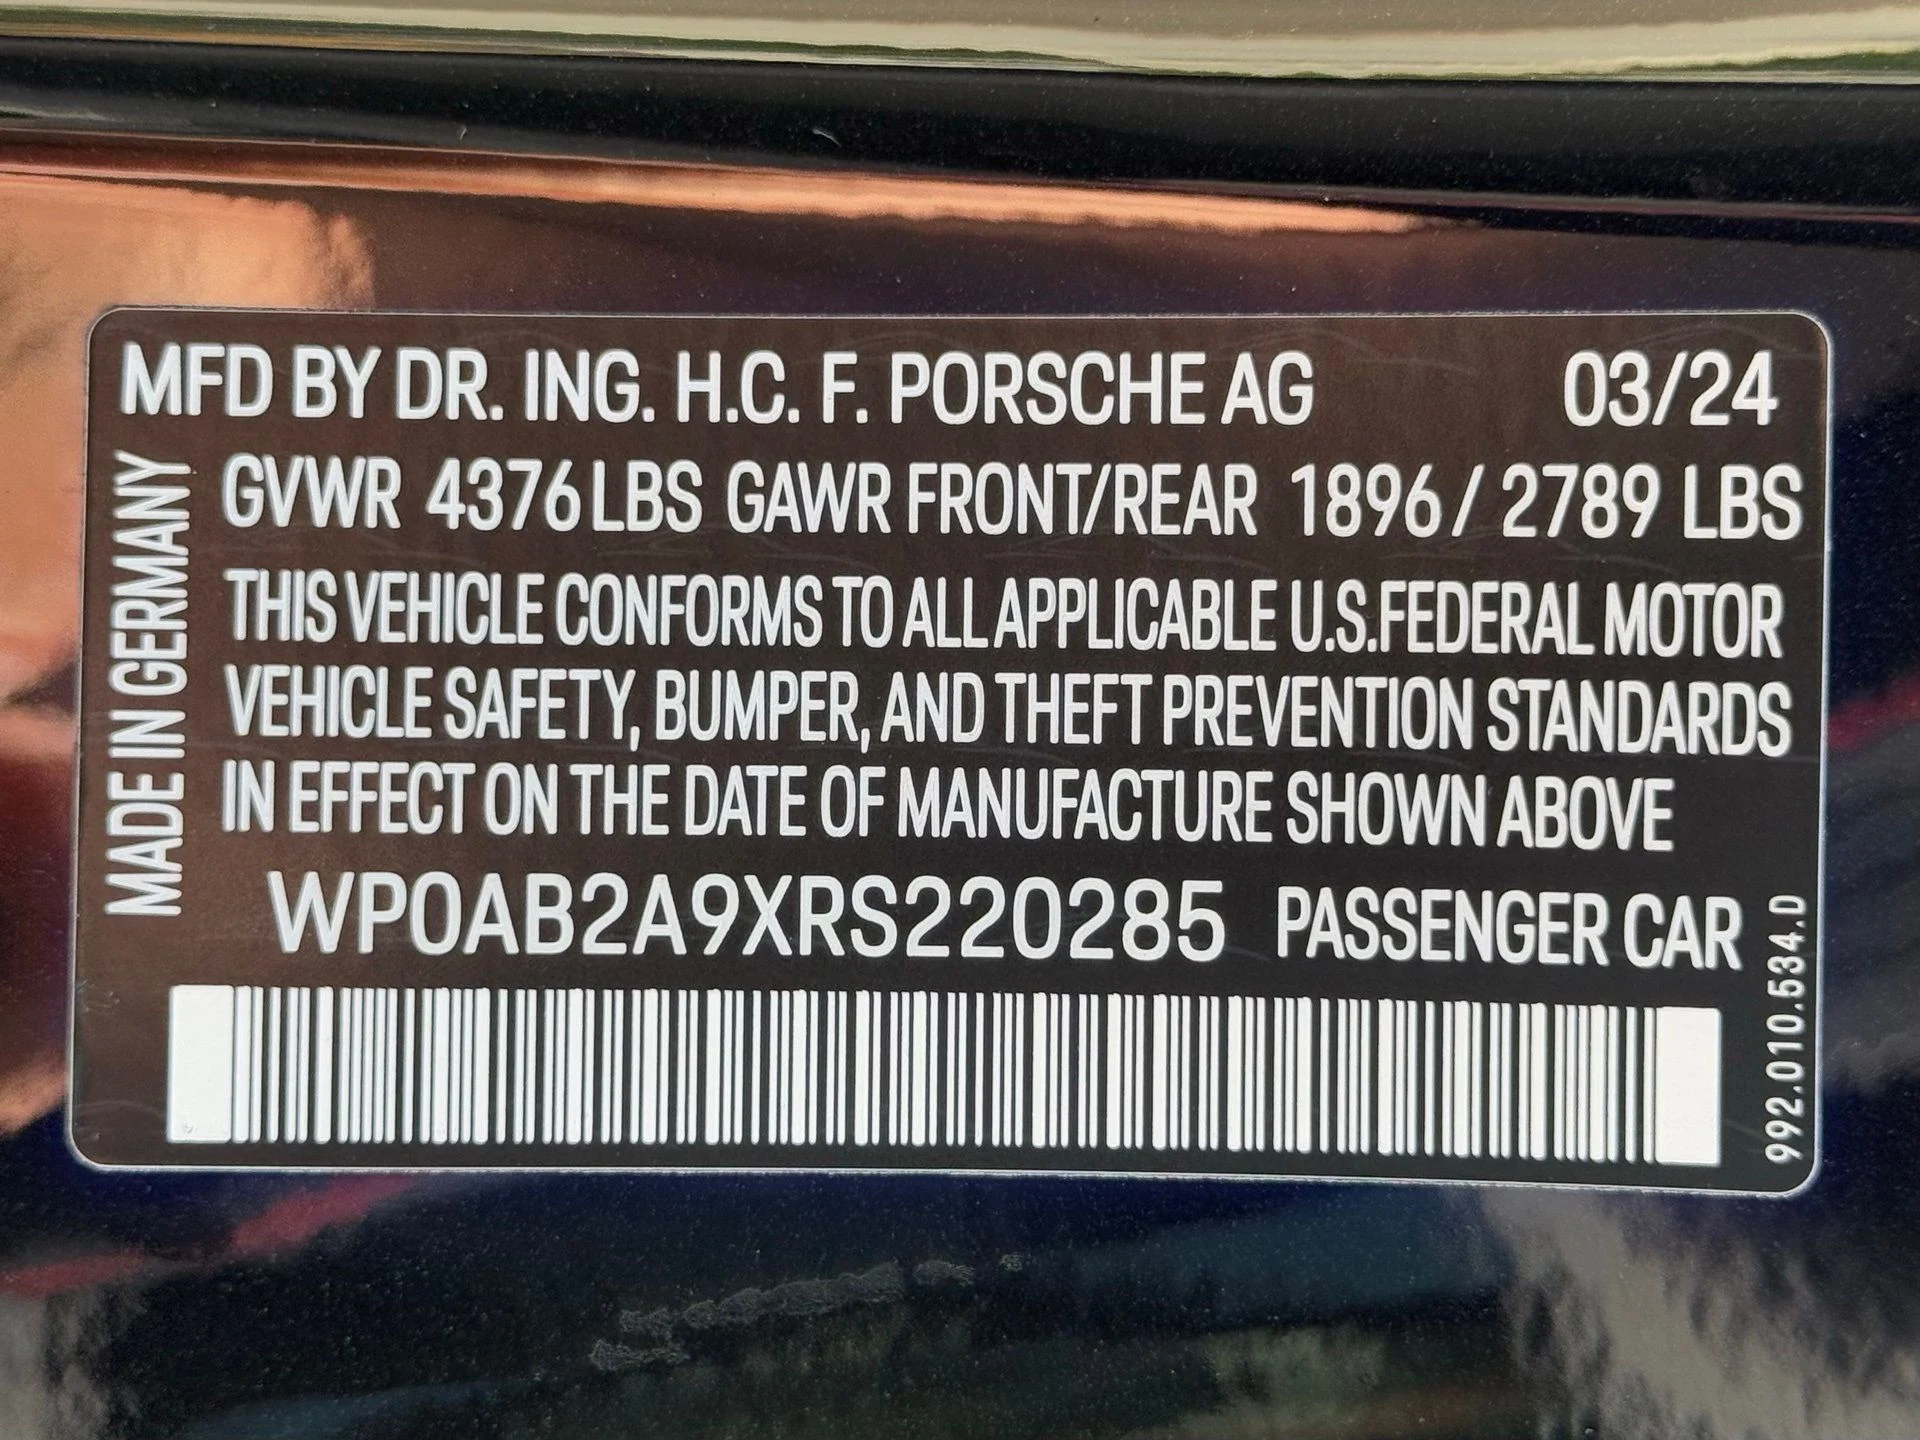 MFD BY DR. ING. H.C. F. PORSCHE AG 03/24
GVWR 4376 LBS GAWR FRONT/REAR 1896 / 2789 LBS
THIS VEHICLE CONFORMS TO ALL APPLICABLE U.S.FEDERAL MOTOR
VEHICLE SAFETY, BUMPER, AND THEFT PREVENTION STANDARDS
IN EFFECT ON THE DATE OF MANUFACTURE SHOWN ABOVE
WP0AB2A9XRS220285 PASSENGER CAR
MADE IN GERMANY
992.010.534.D